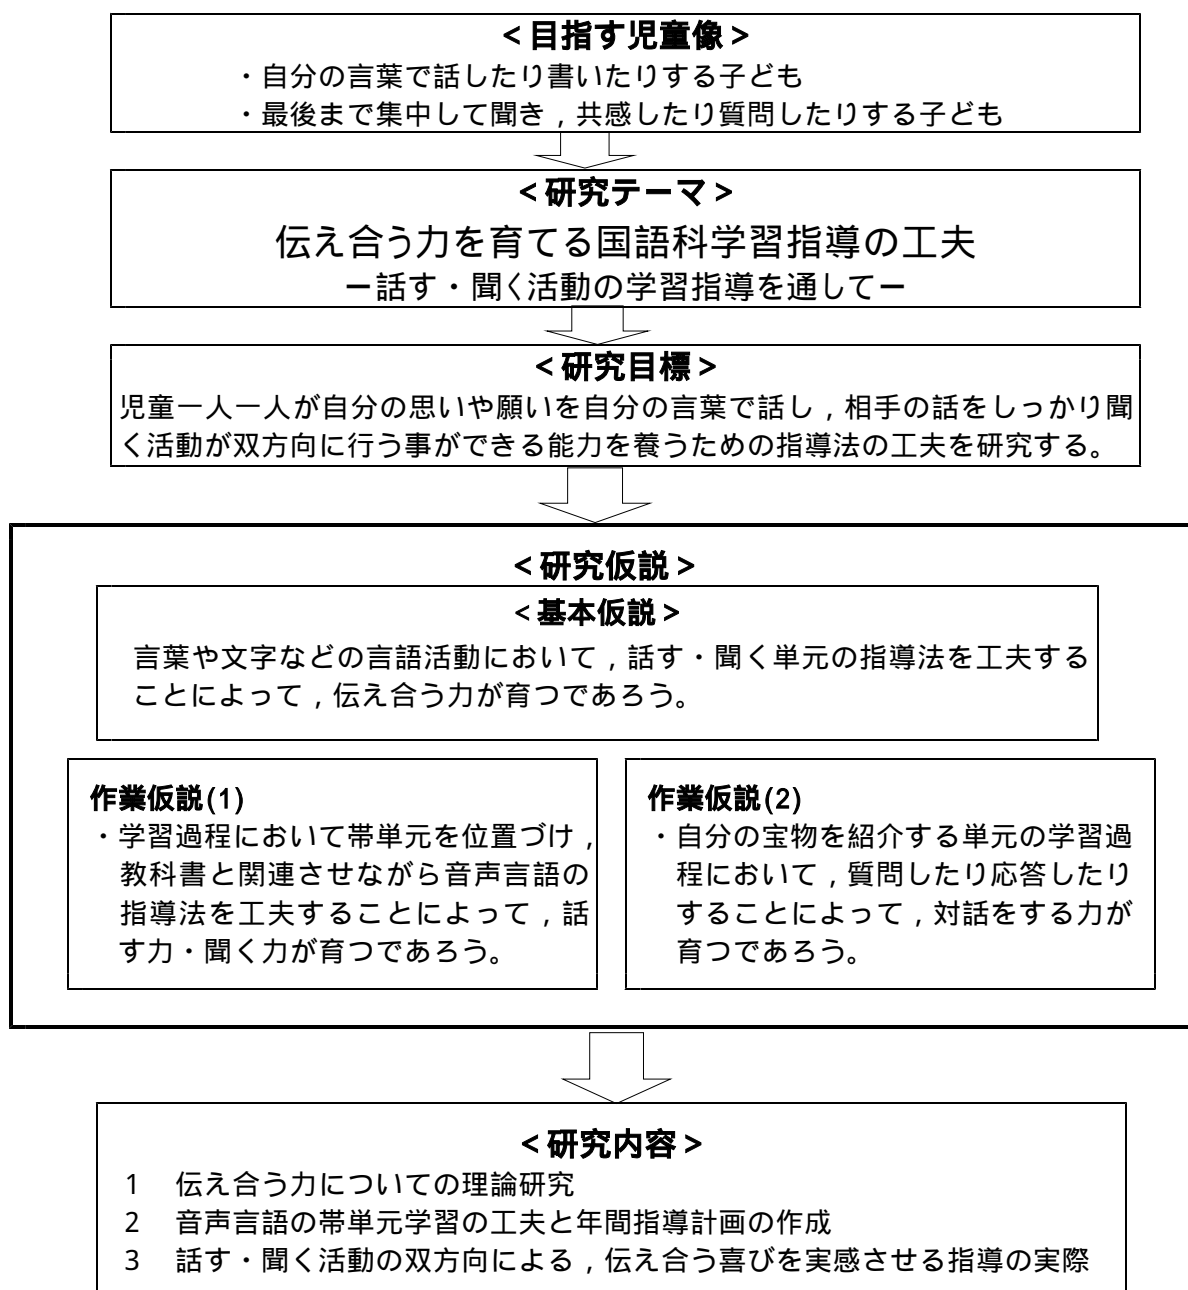 <目指す児童像>
・自分の言葉で話したり書いたりする子ども
・最後まで集中して聞き，共感したり質問したりする子ども
<研究テーマ>
伝え合う力を育てる国語科学習指導の工夫
ー話す・聞く活動の学習指導を通してー
<研究目標>
児童一人一人が自分の思いや願いを自分の言葉で話し，相手の話をしっかり聞
く活動が双方向に行う事ができる能力を養うための指導法の工夫を研究する。
<研究仮説>
<基本仮説>
言葉や文字などの言語活動において，話す・聞く単元の指導法を工夫する
ことによって，伝え合う力が育つであろう。
作業仮説(1)
・学習過程において帯単元を位置づけ，
教科書と関連させながら音声言語の
指導法を工夫することによって，話
す力・聞く力が育つであろう。
作業仮説(2)
・自分の宝物を紹介する単元の学習過
程において，質問したり応答したり
することによって，対話をする力が
育つであろう。
<研究内容>
1 伝え合う力についての理論研究
2 音声言語の帯単元学習の工夫と年間指導計画の作成
3 話す・聞く活動の双方向による，伝え合う喜びを実感させる指導の実際